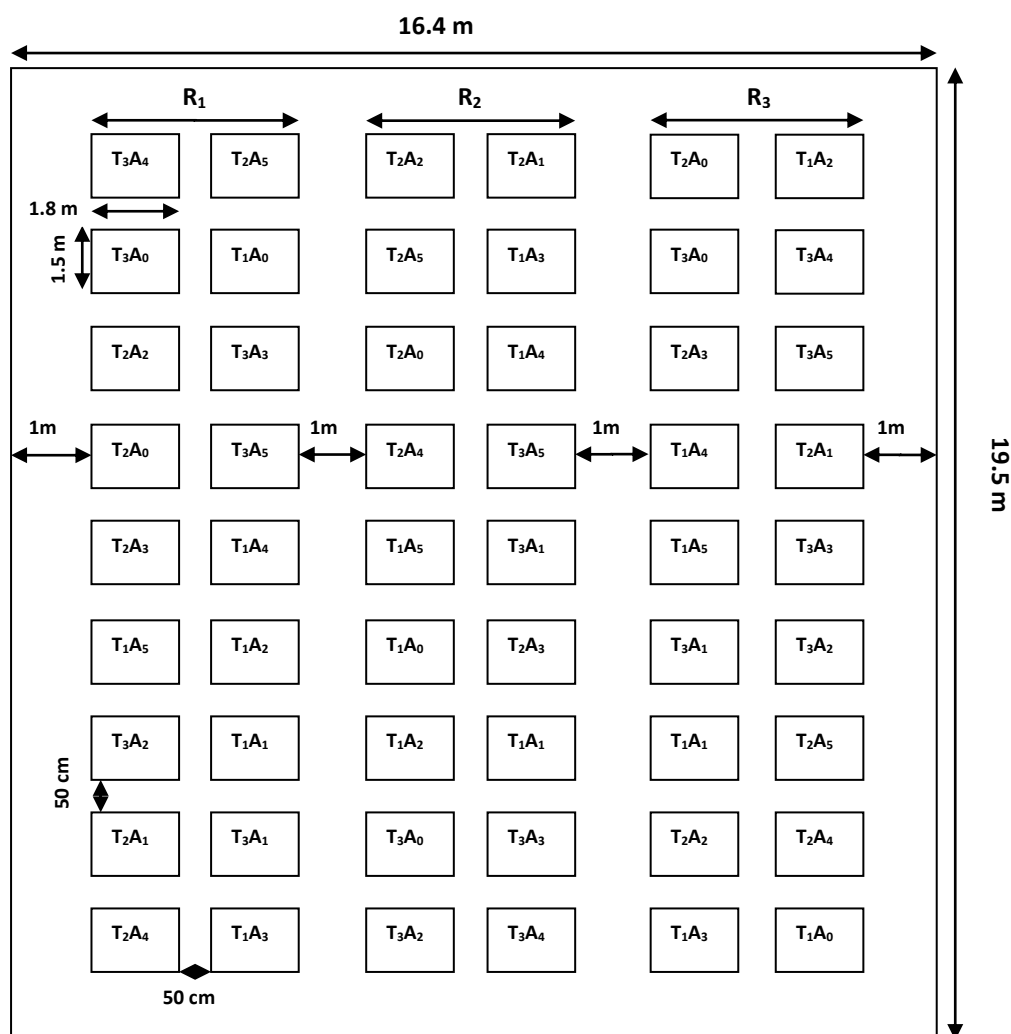 16.4 m
R₁ R₂ R₃
T₃A₄ T₂A₅ T₂A₂ T₂A₁ T₂A₀ T₁A₂
1.8 m
T₃A₀ T₁A₀ T₂A₅ T₁A₃ T₃A₀ T₃A₄
1.5 m
T₂A₂ T₃A₃ T₂A₀ T₁A₄ T₂A₃ T₃A₅
1m 1m 1m 1m
T₂A₀ T₃A₅ T₂A₄ T₃A₅ T₁A₄ T₂A₁
19.5 m
T₂A₃ T₁A₄ T₁A₅ T₃A₁ T₁A₅ T₃A₃
T₁A₅ T₁A₂ T₁A₀ T₂A₃ T₃A₁ T₃A₂
T₃A₂ T₁A₁ T₁A₂ T₁A₁ T₁A₁ T₂A₅
50 cm
T₂A₁ T₃A₁ T₃A₀ T₃A₃ T₂A₂ T₂A₄
T₂A₄ T₁A₃ T₃A₂ T₃A₄ T₁A₃ T₁A₀
50 cm